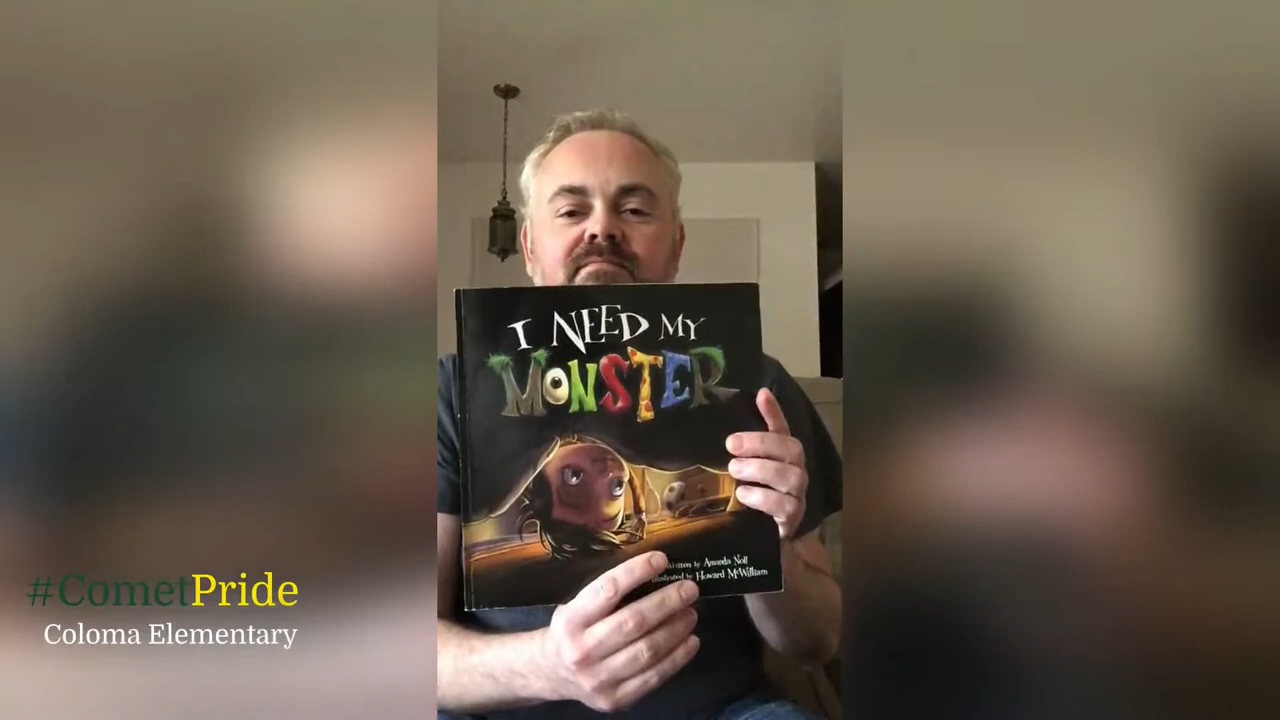 I NEED MY
MONSTER
Written by Amanda Noll
Illustrated by Howard McWilliam
#CometPride
Coloma Elementary